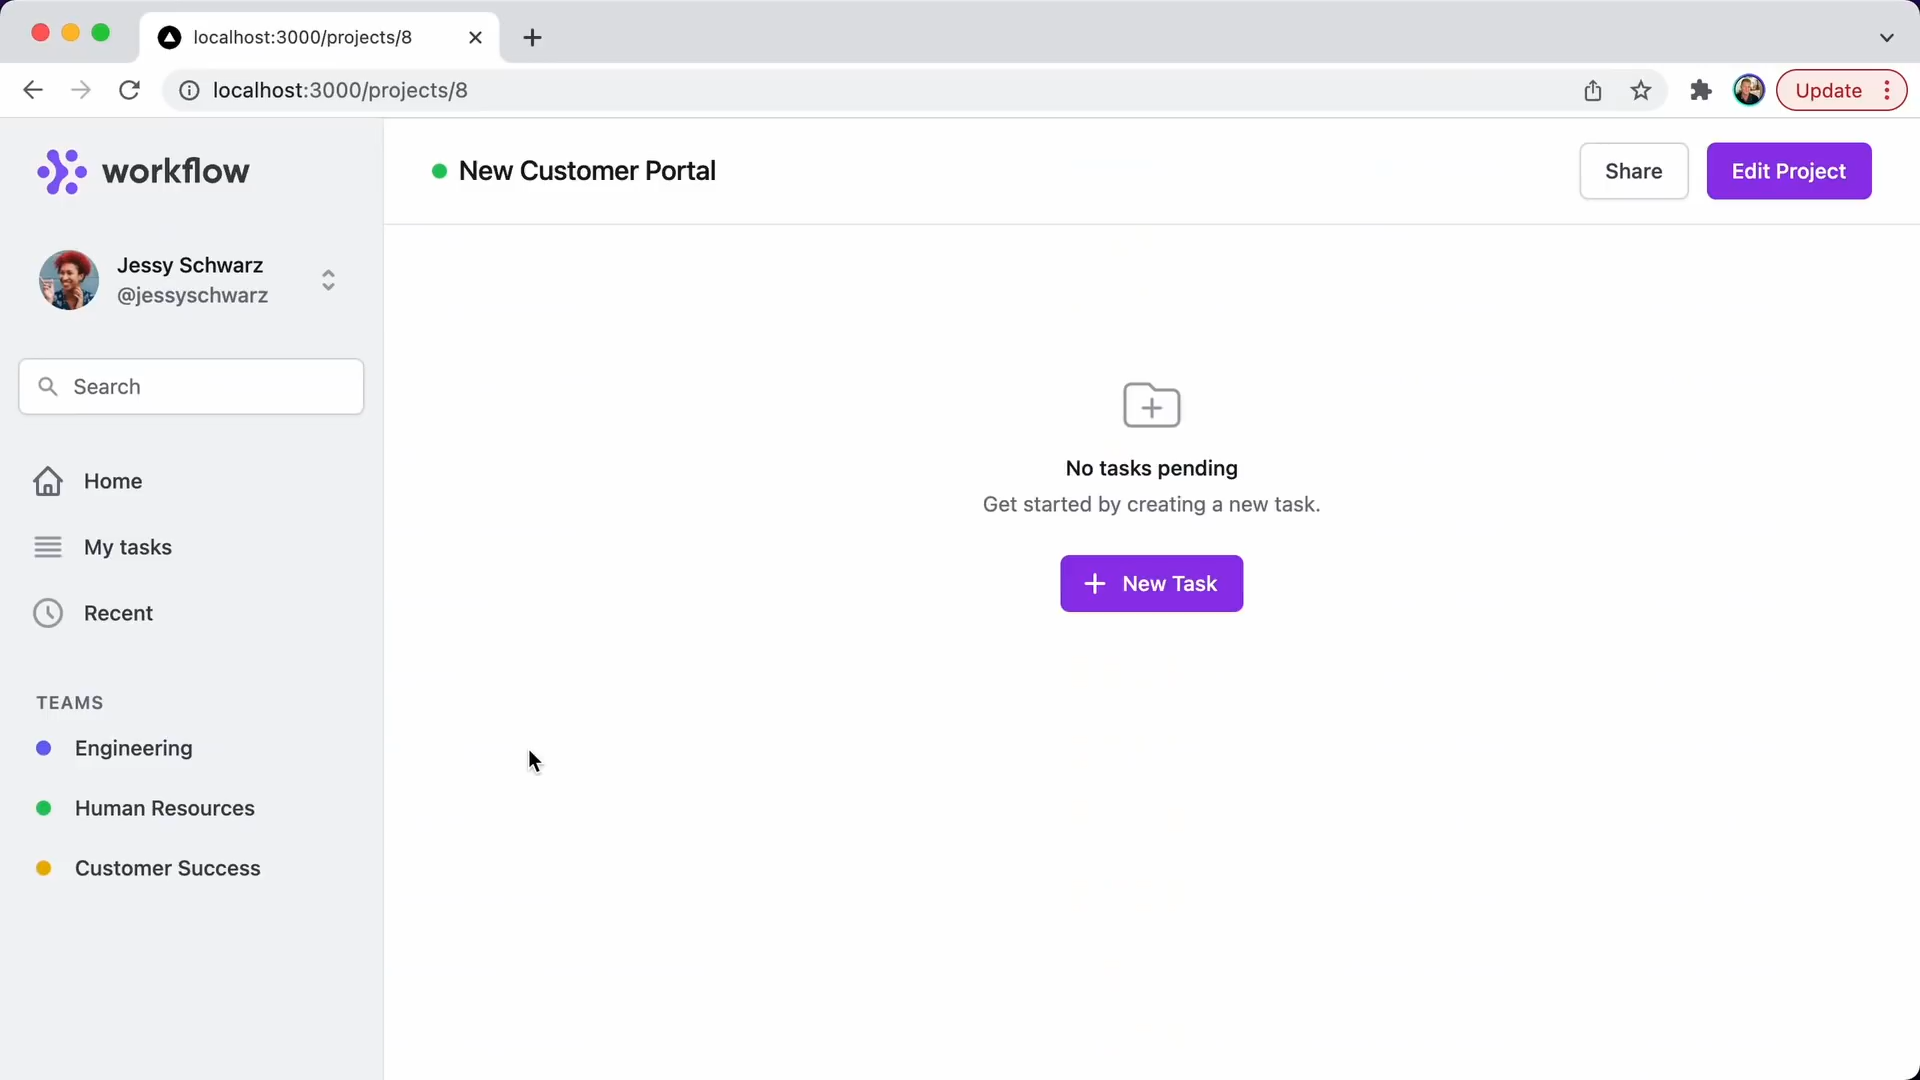 localhost:3000/projects/8
localhost:3000/projects/8
Update
workflow
New Customer Portal
Share
Edit Project
Jessy Schwarz
@jessyschwarz
Search
Home
My tasks
Recent
TEAMS
Engineering
Human Resources
Customer Success
No tasks pending
Get started by creating a new task.
New Task